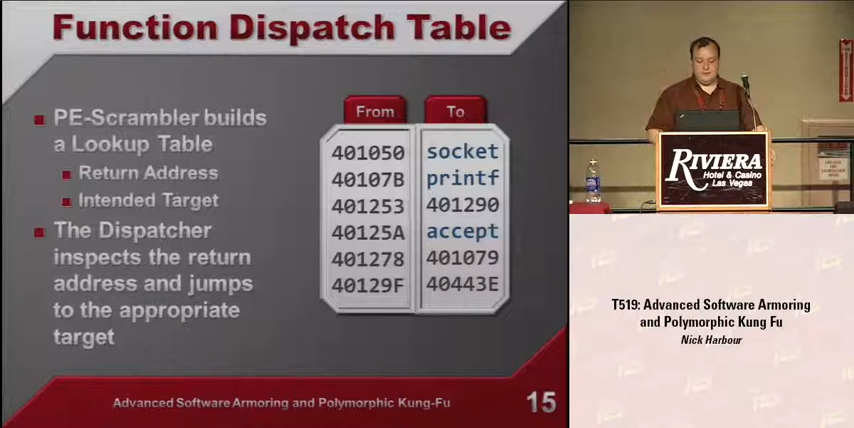 Function Dispatch Table
PE-Scrambler builds
a Lookup Table
Return Address
Intended Target
The Dispatcher
inspects the return
address and jumps
to the appropriate
target
From To
401050 socket
40107B printf
401253 401290
40125A accept
401278 401079
40129F 40443E
Advanced Software Armoring and Polymorphic Kung-Fu
15
RIVIERA
Hotel & Casino
Las Vegas
T519: Advanced Software Armoring
and Polymorphic Kung Fu
Nick Harbour